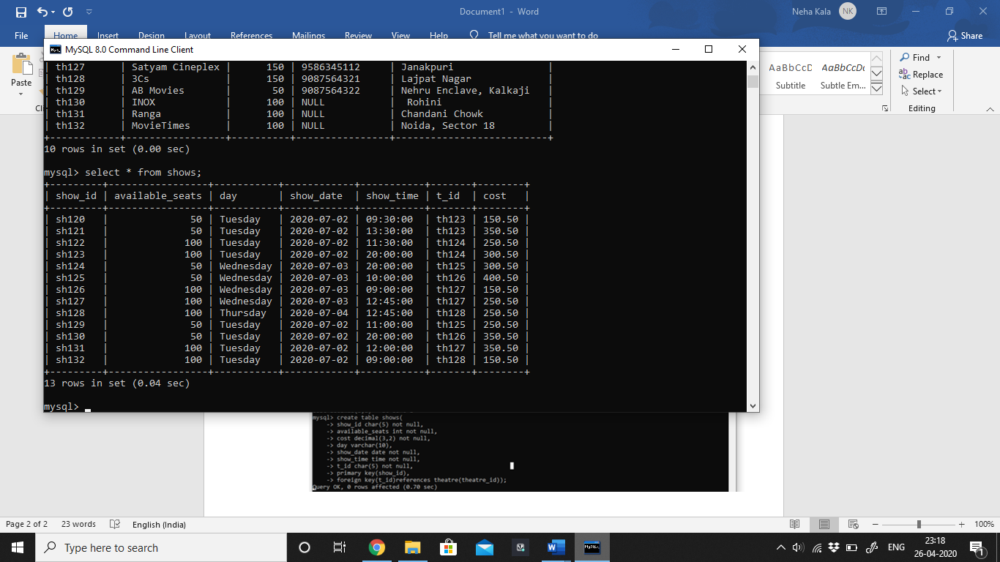 Document1 - Word
Neha Kala NK
File Home Insert Design Layout References Mailings Review View Help Tell me what you want to do Share
MySQL 8.0 Command Line Client
Paste
AaBbCcD AaBbCcDc
Subtitle Subtle Em...
Find
Replace
Select
Editing
| th127 | Satyam Cineplex | 150 | 9586345112 | Janakpuri |
| th128 | 3Cs | 150 | 9087564321 | Lajpat Nagar |
| th129 | AB Movies | 50 | 9087564322 | Nehru Enclave, Kalkaji |
| th130 | INOX | 100 | NULL | Rohini |
| th131 | Ranga | 100 | NULL | Chandani Chowk |
| th132 | MovieTimes | 100 | NULL | Noida, Sector 18 |
10 rows in set (0.00 sec)
mysql> select * from shows;
| show_id | available_seats | day | show_date | show_time | t_id | cost |
| sh120 | 50 | Tuesday | 2020-07-02 | 09:30:00 | th123 | 150.50 |
| sh121 | 50 | Tuesday | 2020-07-02 | 13:30:00 | th123 | 350.50 |
| sh122 | 100 | Tuesday | 2020-07-02 | 11:30:00 | th124 | 250.50 |
| sh123 | 100 | Tuesday | 2020-07-02 | 20:00:00 | th124 | 300.50 |
| sh124 | 50 | Wednesday | 2020-07-03 | 20:00:00 | th125 | 300.50 |
| sh125 | 50 | Wednesday | 2020-07-03 | 10:00:00 | th126 | 400.50 |
| sh126 | 100 | Wednesday | 2020-07-03 | 09:00:00 | th127 | 150.50 |
| sh127 | 100 | Wednesday | 2020-07-03 | 12:45:00 | th127 | 250.50 |
| sh128 | 100 | Thursday | 2020-07-04 | 12:45:00 | th128 | 250.50 |
| sh129 | 50 | Tuesday | 2020-07-02 | 11:00:00 | th125 | 250.50 |
| sh130 | 50 | Tuesday | 2020-07-02 | 20:00:00 | th126 | 350.50 |
| sh131 | 100 | Tuesday | 2020-07-02 | 12:00:00 | th127 | 350.50 |
| sh132 | 100 | Tuesday | 2020-07-02 | 09:00:00 | th128 | 150.50 |
13 rows in set (0.04 sec)
mysql>
mysql> create table shows(
-> show_id char(5) not null,
-> available_seats int not null,
-> cost decimal(3,2) not null,
-> day varchar(10),
-> show_date date not null,
-> show_time time not null,
-> t_id char(5) not null,
-> primary key(show_id),
-> foreign key(t_id)references theatre(theatre_id));
Query OK, 0 rows affected (0.70 sec)
Page 2 of 2 23 words English (India) 100%
Type here to search
ENG
23:18
26-04-2020
1